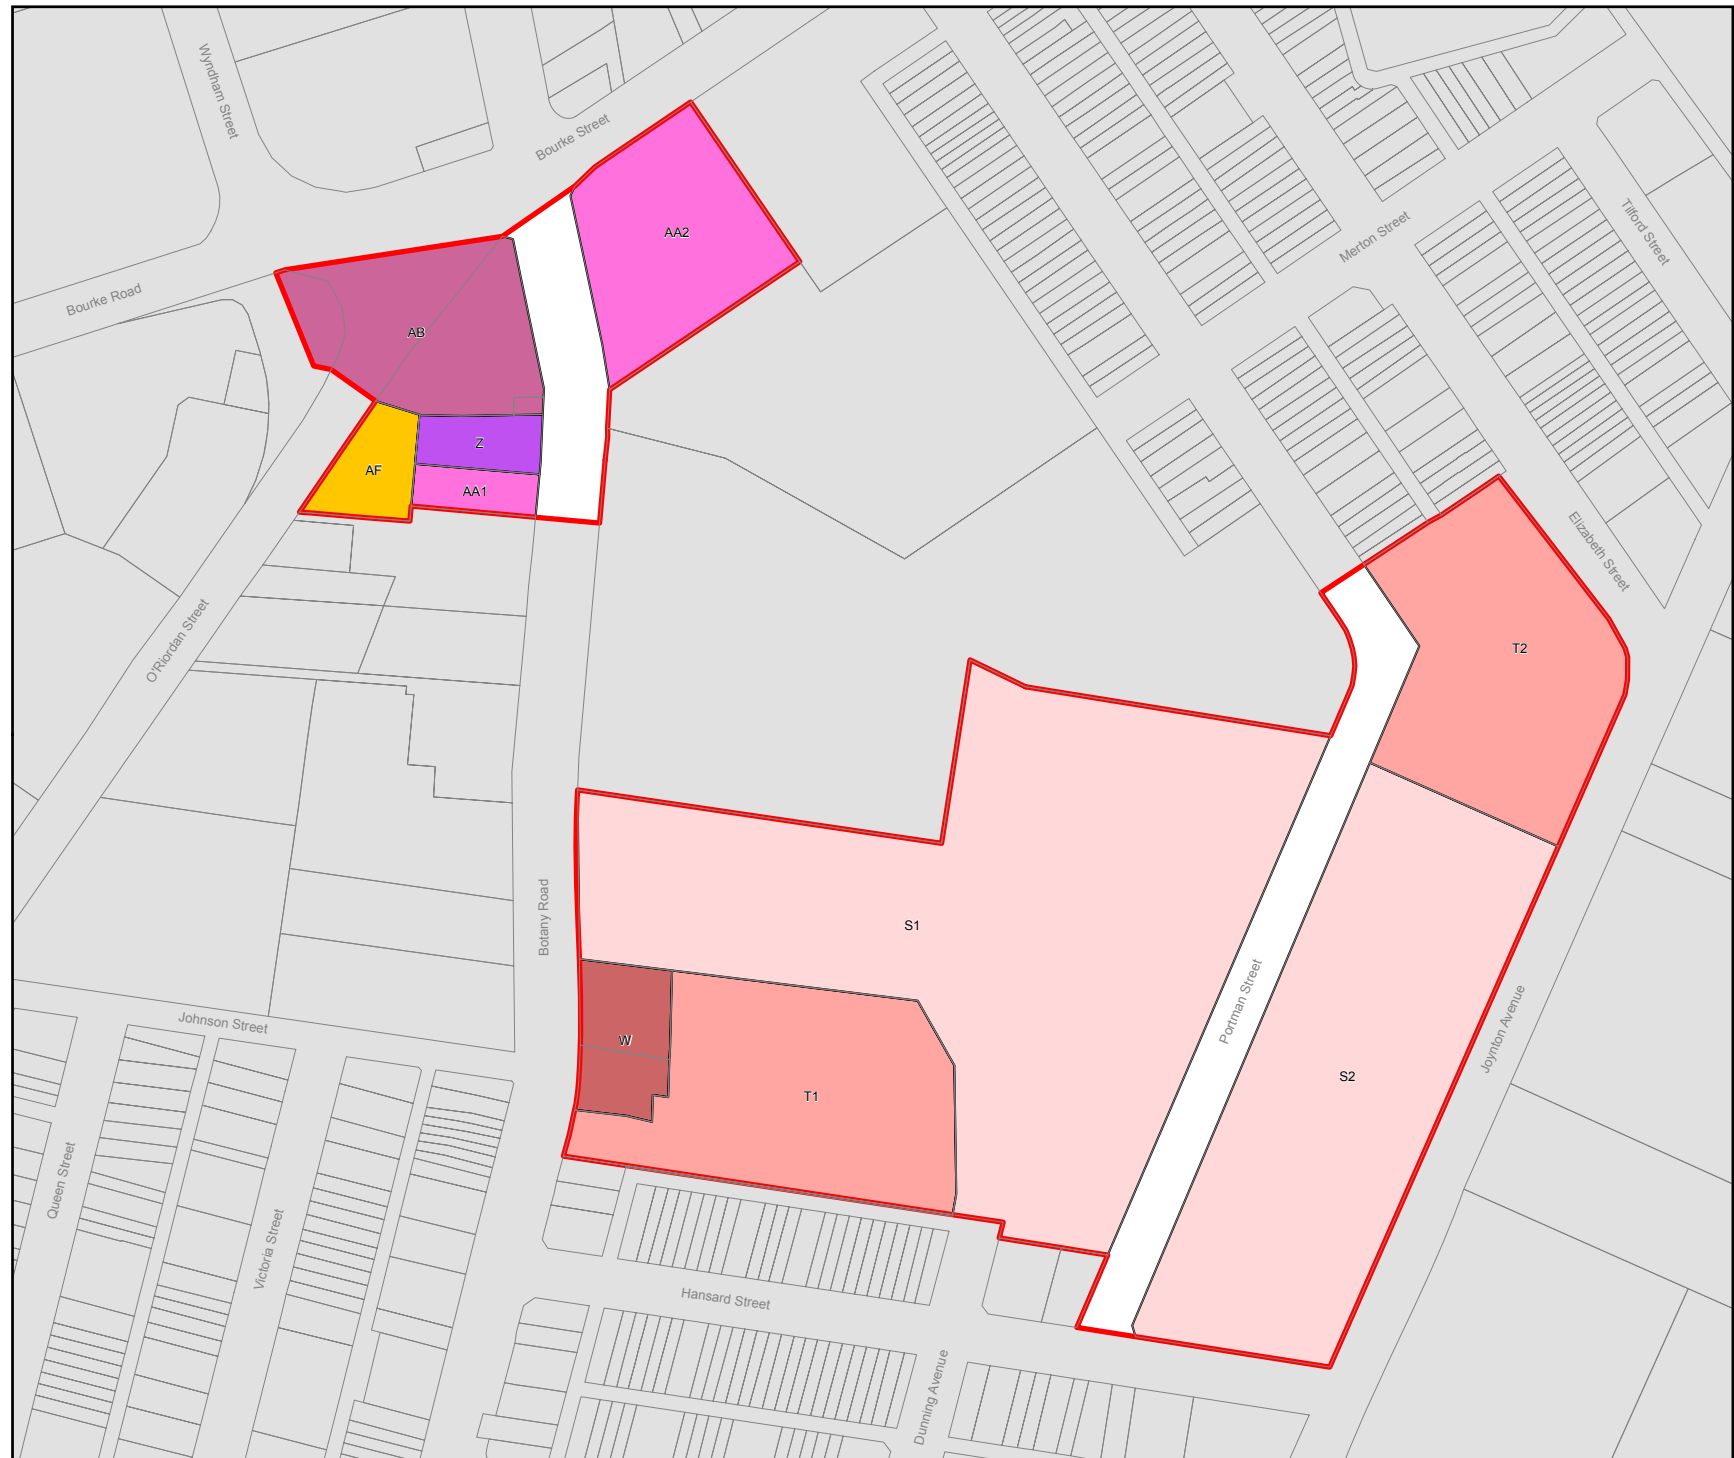 Wyndham Street
Bourke Street
AA2
Tilford Street
Merton Street
Bourke Road
AB
Z
AF
AA1
Elizabeth Street
O'Riordan Street
T2
Botany Road
S1
Portman Street
Johnson Street
W
Joynton Avenue
S2
T1
Queen Street
Victoria Street
Hansard Street
Dunning Avenue